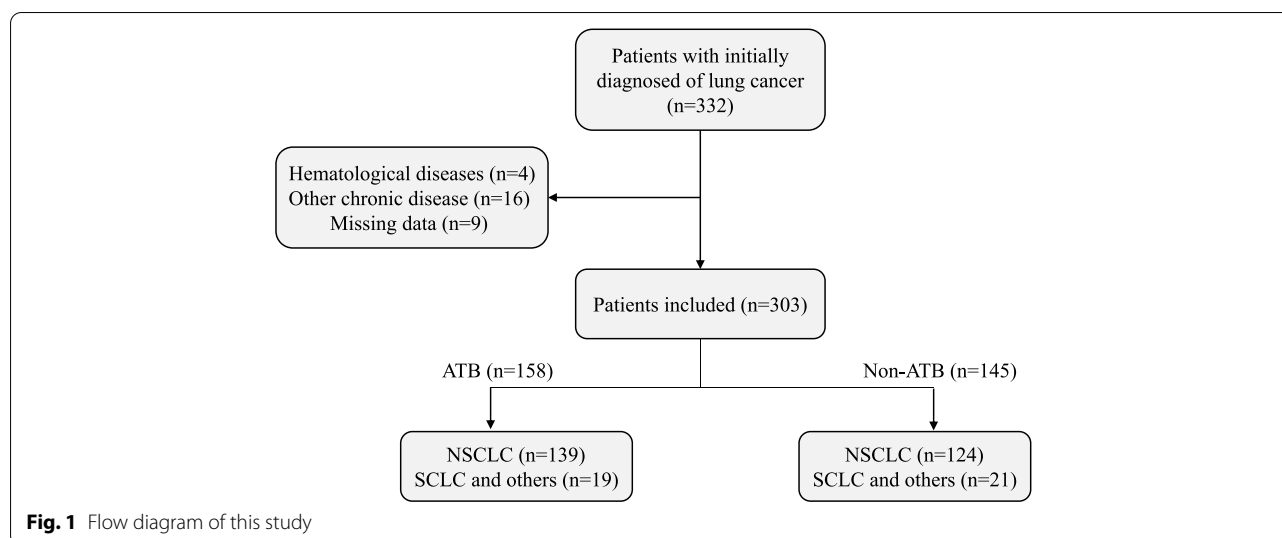 Patients with initially
diagnosed of lung cancer
(n=332)
Hematological diseases (n=4)
Other chronic disease (n=16)
Missing data (n=9)
Patients included (n=303)
ATB (n=158)
Non-ATB (n=145)
NSCLC (n=139)
SCLC and others (n=19)
NSCLC (n=124)
SCLC and others (n=21)
Fig. 1 Flow diagram of this study